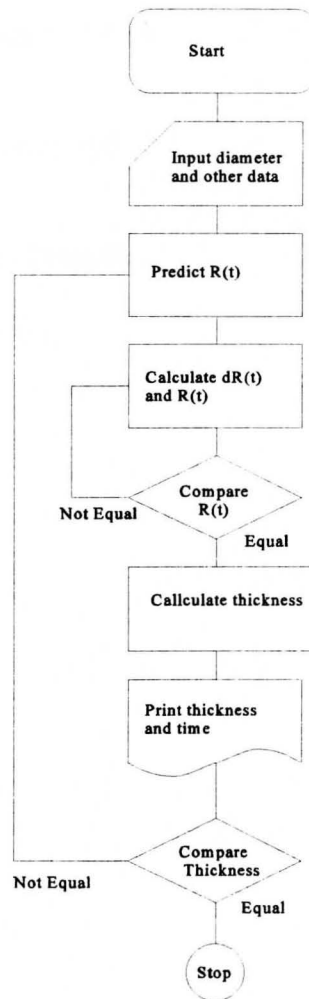 Start
Input diameter
and other data
Predict R(t)
Calculate dR(t)
and R(t)
Compare
R(t)
Not Equal
Equal
Callculate thickness
Print thickness
and time
Compare
Thickness
Not Equal
Equal
Stop